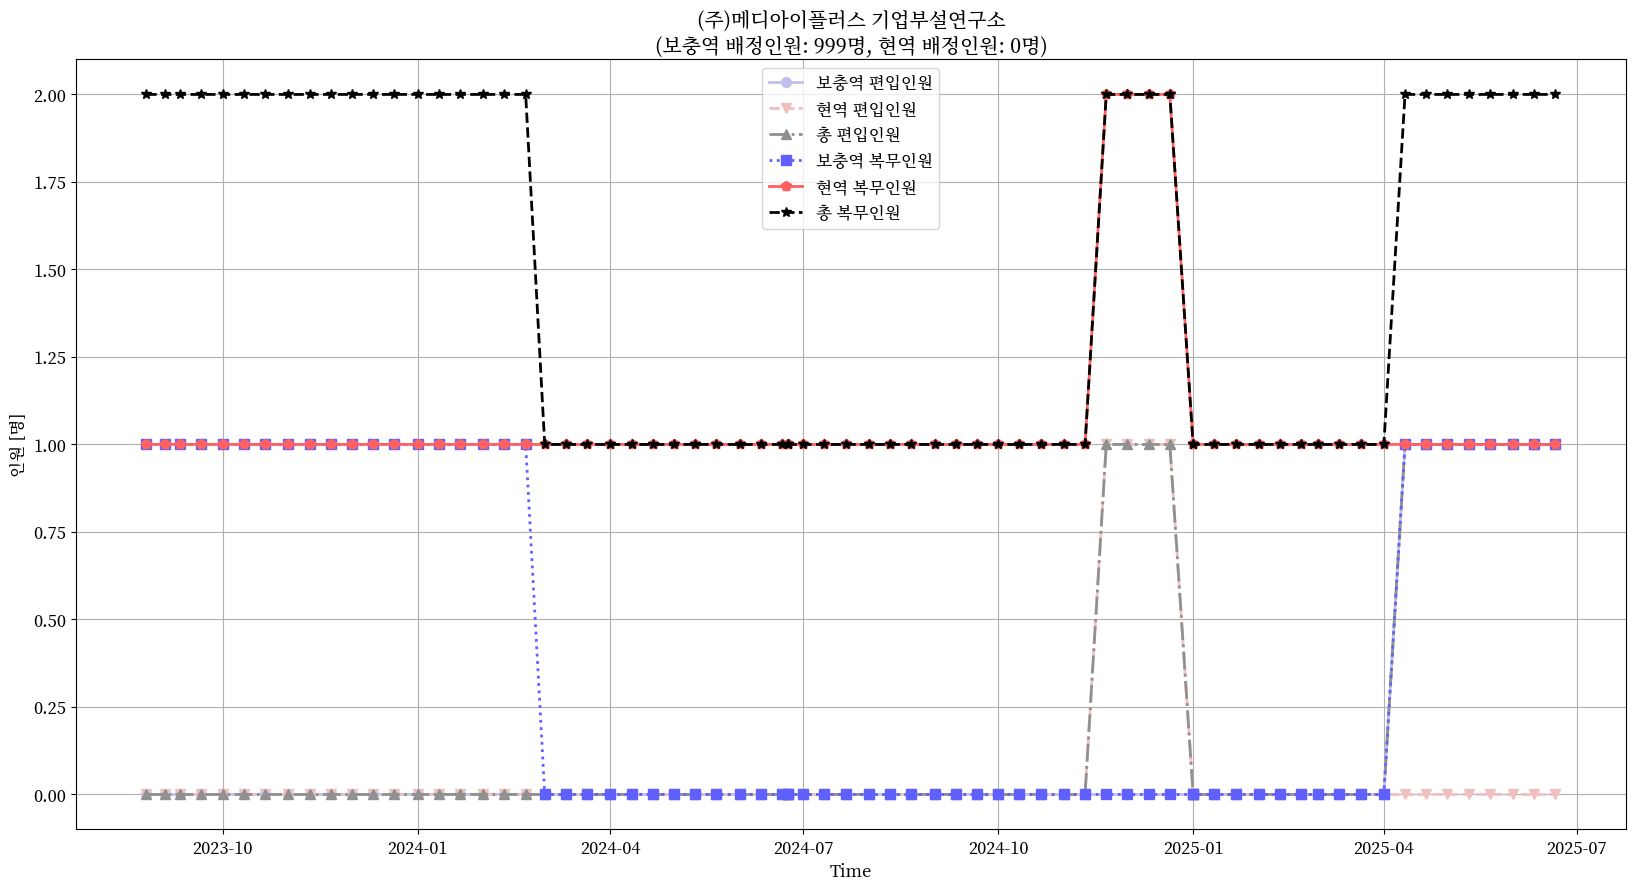 (주)메디아이플러스 기업부설연구소
(보충역 배정인원: 999명, 현역 배정인원: 0명)
보충역 편입인원
현역 편입인원
총 편입인원
보충역 복무인원
현역 복무인원
총 복무인원
2.00
1.75
1.50
1.25
1.00
0.75
0.50
0.25
0.00
인원 [명]
2023-10
2024-01
2024-04
2024-07
2024-10
2025-01
2025-04
2025-07
Time